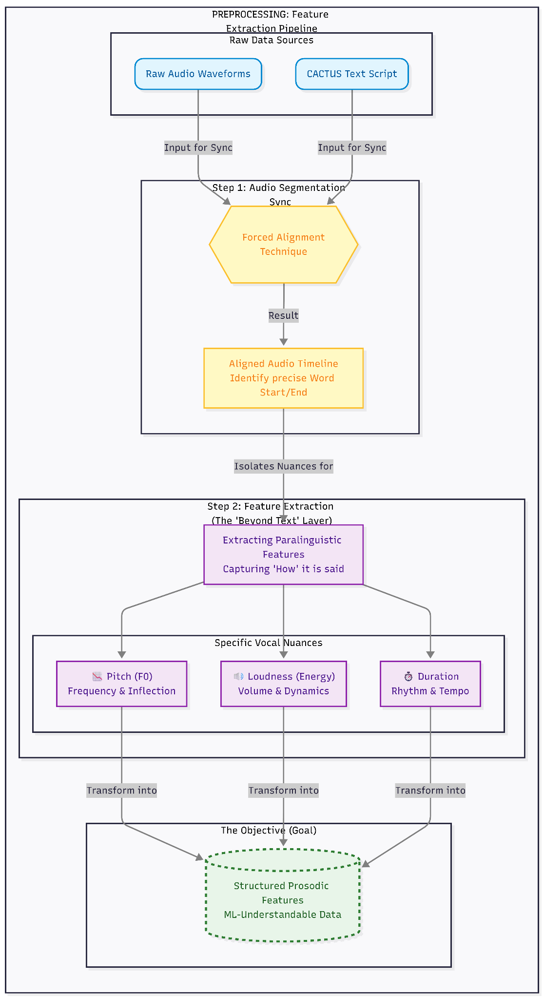 PREPROCESSING: Feature
Extraction Pipeline
Raw Data Sources
Raw Audio Waveforms
CACTUS Text Script
Input for Sync
Input for Sync
Step 1: Audio Segmentation
Sync
Forced Alignment
Technique
Result
Aligned Audio Timeline
Identify precise Word
Start/End
Isolates Nuances for
Step 2: Feature Extraction
(The 'Beyond Text' Layer)
Extracting Paralinguistic
Features
Capturing 'How' it is said
Specific Vocal Nuances
Pitch (F0)
Frequency & Inflection
Loudness (Energy)
Volume & Dynamics
Duration
Rhythm & Tempo
Transform into
Transform into
Transform into
The Objective (Goal)
Structured Prosodic
Features
ML-Understandable Data